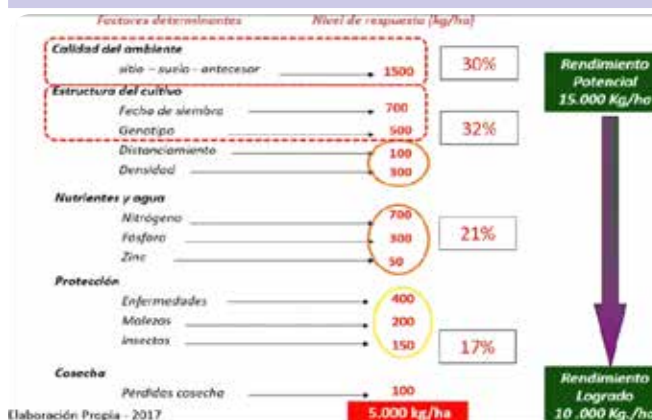 Factores determinantes Nivel de respuesta (kg/ha)
Calidad del ambiente
sitio – suelo - antecesor 1500 30%
Estructura del cultivo
Fecha de siembra 700
Genotipo 500 32%
Distanciamiento 100
Densidad 300
Nutrientes y agua
Nitrógeno 700
Fósforo 300 21%
Zinc 50
Protección
Enfermedades 400
Malezas 200
Insectos 150 17%
Cosecha
Perdidas cosecha 100
Elaboración Propia - 2017 5.000 kg/ha
Rendimiento
Potencial
15.000 Kg/ha
Rendimiento
Logrado
10 .000 Kg./ha